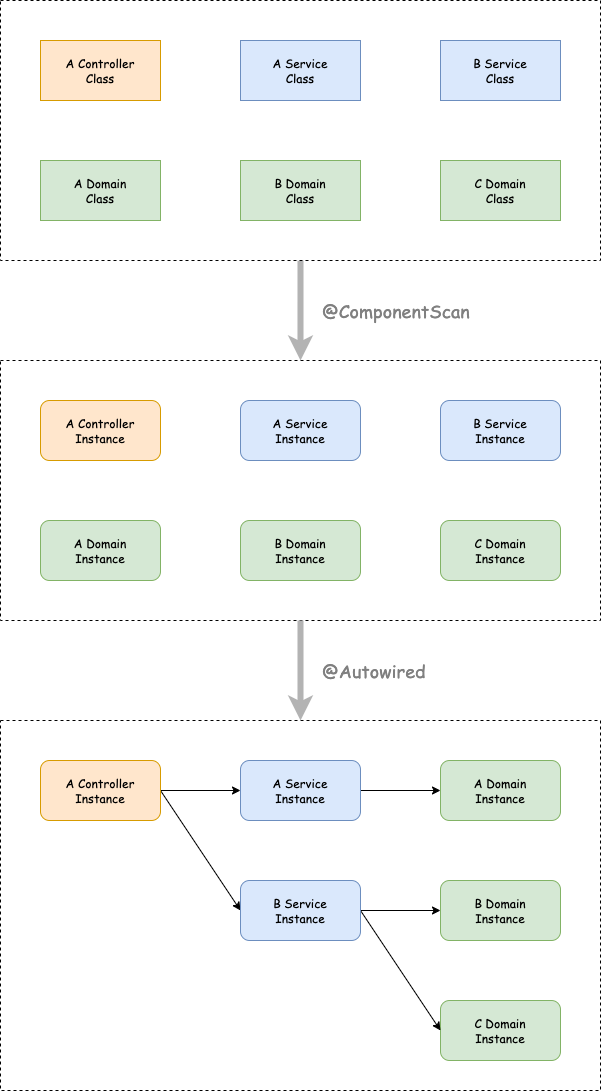 A Controller
Class
A Service
Class
B Service
Class
A Domain
Class
B Domain
Class
C Domain
Class
@ComponentScan
A Controller
Instance
A Service
Instance
B Service
Instance
A Domain
Instance
B Domain
Instance
C Domain
Instance
@Autowired
A Controller
Instance
A Service
Instance
A Domain
Instance
B Service
Instance
B Domain
Instance
C Domain
Instance